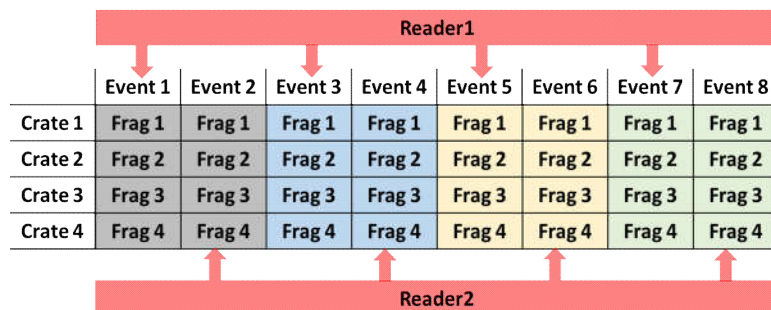 Reader1
Event 1 Event 2 Event 3 Event 4 Event 5 Event 6 Event 7 Event 8
Crate 1 Frag 1 Frag 1 Frag 1 Frag 1 Frag 1 Frag 1 Frag 1 Frag 1
Crate 2 Frag 2 Frag 2 Frag 2 Frag 2 Frag 2 Frag 2 Frag 2 Frag 2
Crate 3 Frag 3 Frag 3 Frag 3 Frag 3 Frag 3 Frag 3 Frag 3 Frag 3
Crate 4 Frag 4 Frag 4 Frag 4 Frag 4 Frag 4 Frag 4 Frag 4 Frag 4
Reader2